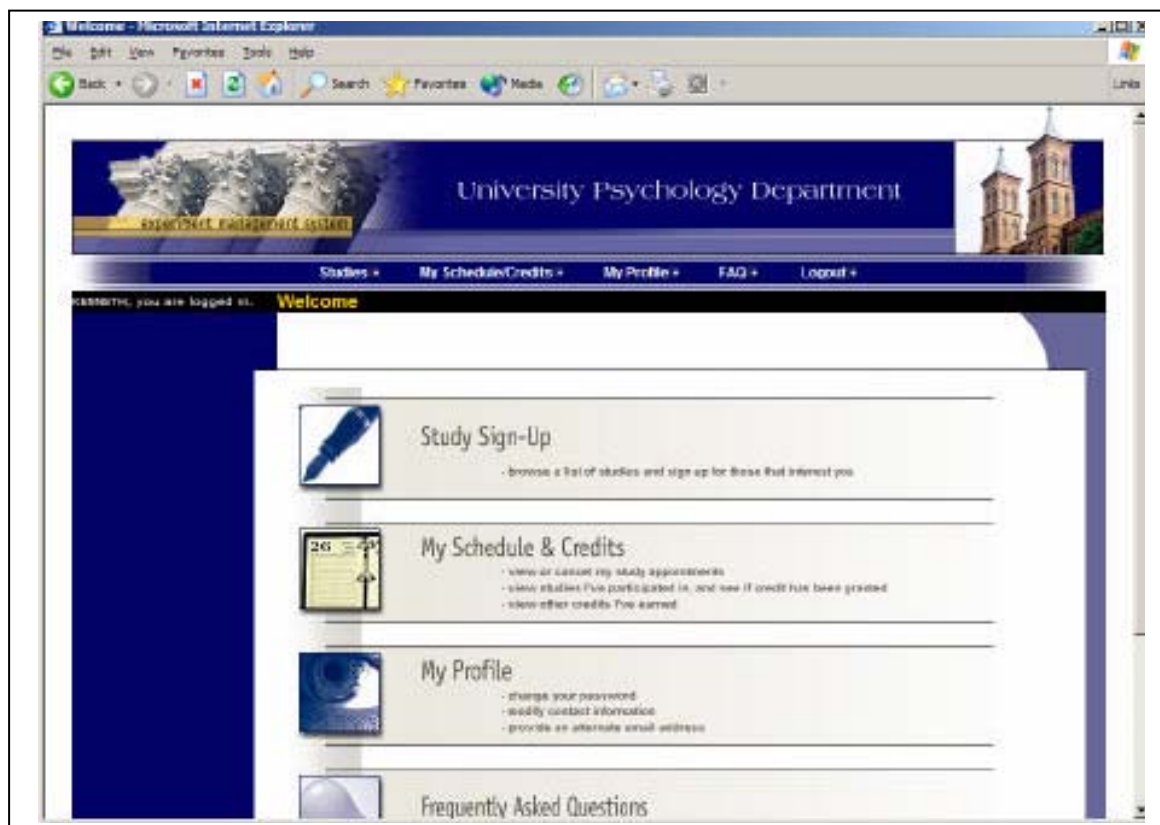 Welcome - Microsoft Internet Explorer
File Edit View Favorites Tools Help
Back Search Favorites Media Links
University Psychology Department
experiment management system
Studies My Schedule/Credits My Profile FAQ Logout
KENNETH, you are logged in. Welcome
Study Sign-Up
- browse a list of studies and sign up for those that interest you
26
My Schedule & Credits
- view or cancel my study appointments
- view studies I've participated in, and see if credit has been granted
- view other credits I've earned
My Profile
- change your password
- modify contact information
- provide an alternate email address
Frequently Asked Questions